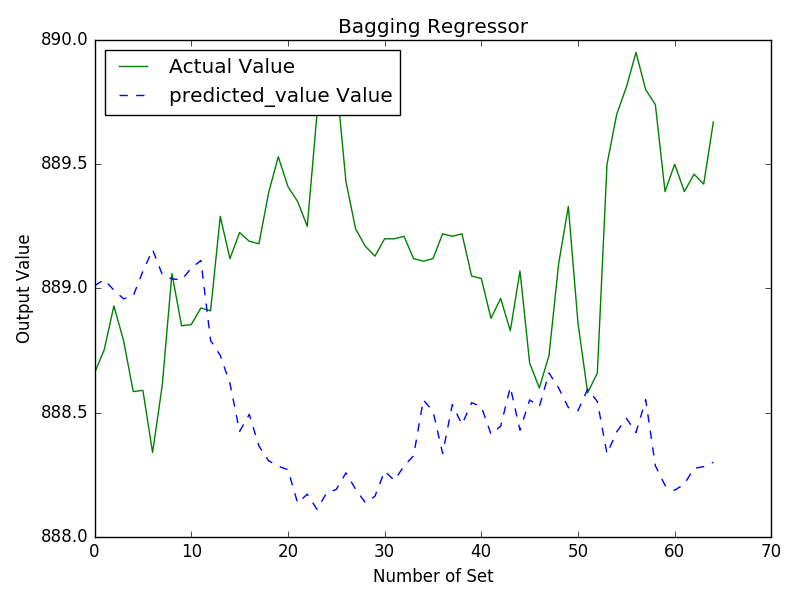 Bagging Regressor
890.0
889.5
889.0
888.5
888.0
Output Value
Actual Value
predicted_value Value
0 10 20 30 40 50 60 70
Number of Set